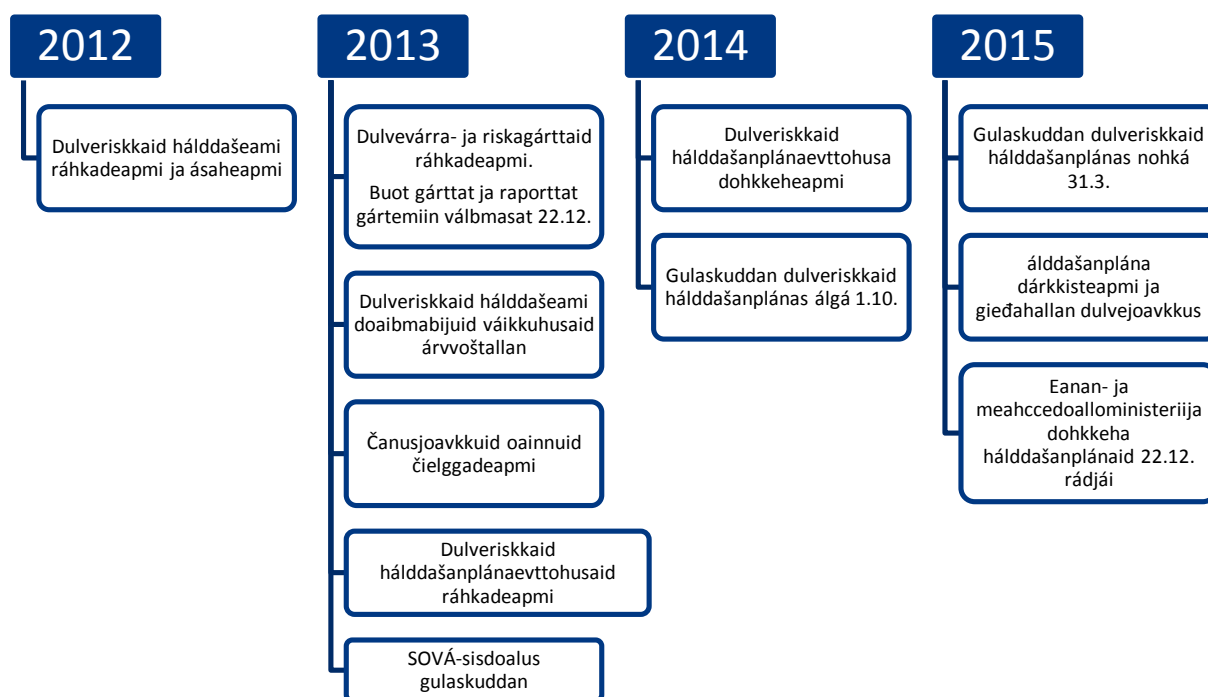 2012
Dulveriskkaid hálddašeami
ráhkadeapmi ja ásaheapmi
2013
Dulvevárra- ja riskagárttaid
ráhkadeapmi.
Buot gárttat ja raporttat
gártemiin válbmasat 22.12.
Dulveriskkaid hálddašeami
doaibmabijuid váikkuhusaid
árvvoštallan
Čanusjoavkkuid oainnuid
čielggadeapmi
Dulveriskkaid
hálddašanplánaevttohusaid
ráhkadeapmi
SOVÁ-sisdoalus
gulaskuddan
2014
Dulveriskkaid
hálddašanplánaevttohusa
dohkkeheapmi
Gulaskuddan dulveriskkaid
hálddašanplánas álgá 1.10.
2015
Gulaskuddan dulveriskkaid
hálddašanplánas nohká
31.3.
álddašanplána
dárkkisteapmi ja
gieđahallan dulvejoavkkus
Eanan- ja
meahccedoalloministeriija
dohkkeha
hálddašanplánaid 22.12.
rádjái